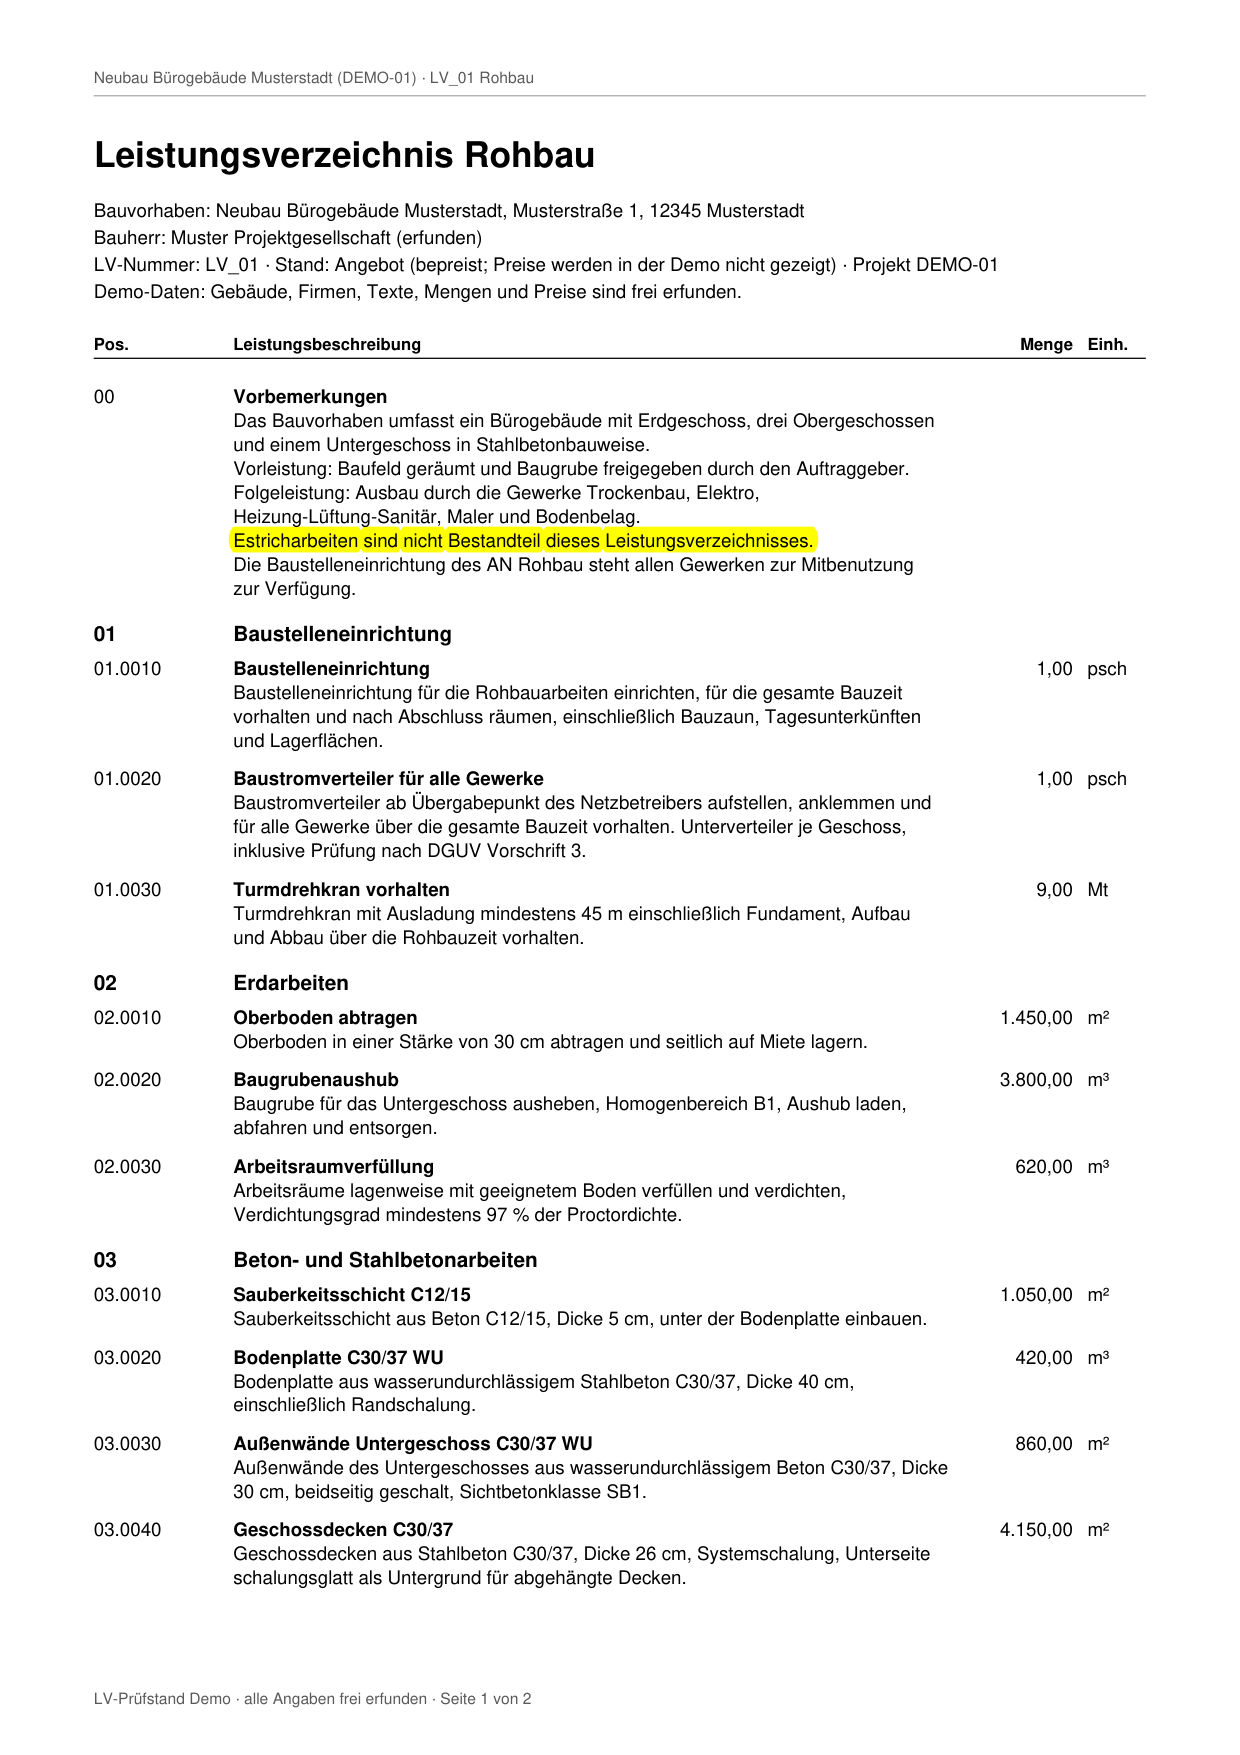 Neubau Bürogebäude Musterstadt (DEMO-01) · LV_01 Rohbau
Leistungsverzeichnis Rohbau
Bauvorhaben: Neubau Bürogebäude Musterstadt, Musterstraße 1, 12345 Musterstadt
Bauherr: Muster Projektgesellschaft (erfunden)
LV-Nummer: LV_01 · Stand: Angebot (bepreist; Preise werden in der Demo nicht gezeigt) · Projekt DEMO-01
Demo-Daten: Gebäude, Firmen, Texte, Mengen und Preise sind frei erfunden.
Pos. Leistungsbeschreibung Menge Einh.
00 Vorbemerkungen
Das Bauvorhaben umfasst ein Bürogebäude mit Erdgeschoss, drei Obergeschossen
und einem Untergeschoss in Stahlbetonbauweise.
Vorleistung: Baufeld geräumt und Baugrube freigegeben durch den Auftraggeber.
Folgeleistung: Ausbau durch die Gewerke Trockenbau, Elektro,
Heizung-Lüftung-Sanitär, Maler und Bodenbelag.
Estricharbeiten sind nicht Bestandteil dieses Leistungsverzeichnisses.
Die Baustelleneinrichtung des AN Rohbau steht allen Gewerken zur Mitbenutzung
zur Verfügung.
01 Baustelleneinrichtung
01.0010 Baustelleneinrichtung 1,00 psch
Baustelleneinrichtung für die Rohbauarbeiten einrichten, für die gesamte Bauzeit
vorhalten und nach Abschluss räumen, einschließlich Bauzaun, Tagesunterkünften
und Lagerflächen.
01.0020 Baustromverteiler für alle Gewerke 1,00 psch
Baustromverteiler ab Übergabepunkt des Netzbetreibers aufstellen, anklemmen und
für alle Gewerke über die gesamte Bauzeit vorhalten. Unterverteiler je Geschoss,
inklusive Prüfung nach DGUV Vorschrift 3.
01.0030 Turmdrehkran vorhalten 9,00 Mt
Turmdrehkran mit Ausladung mindestens 45 m einschließlich Fundament, Aufbau
und Abbau über die Rohbauzeit vorhalten.
02 Erdarbeiten
02.0010 Oberboden abtragen 1.450,00 m²
Oberboden in einer Stärke von 30 cm abtragen und seitlich auf Miete lagern.
02.0020 Baugrubenaushub 3.800,00 m³
Baugrube für das Untergeschoss ausheben, Homogenbereich B1, Aushub laden,
abfahren und entsorgen.
02.0030 Arbeitsraumverfüllung 620,00 m³
Arbeitsräume lagenweise mit geeignetem Boden verfüllen und verdichten,
Verdichtungsgrad mindestens 97 % der Proctordichte.
03 Beton- und Stahlbetonarbeiten
03.0010 Sauberkeitsschicht C12/15 1.050,00 m²
Sauberkeitsschicht aus Beton C12/15, Dicke 5 cm, unter der Bodenplatte einbauen.
03.0020 Bodenplatte C30/37 WU 420,00 m³
Bodenplatte aus wasserundurchlässigem Stahlbeton C30/37, Dicke 40 cm,
einschließlich Randschalung.
03.0030 Außenwände Untergeschoss C30/37 WU 860,00 m²
Außenwände des Untergeschosses aus wasserundurchlässigem Beton C30/37, Dicke
30 cm, beidseitig geschalt, Sichtbetonklasse SB1.
03.0040 Geschossdecken C30/37 4.150,00 m²
Geschossdecken aus Stahlbeton C30/37, Dicke 26 cm, Systemschalung, Unterseite
schalungsglatt als Untergrund für abgehängte Decken.
LV-Prüfstand Demo · alle Angaben frei erfunden · Seite 1 von 2